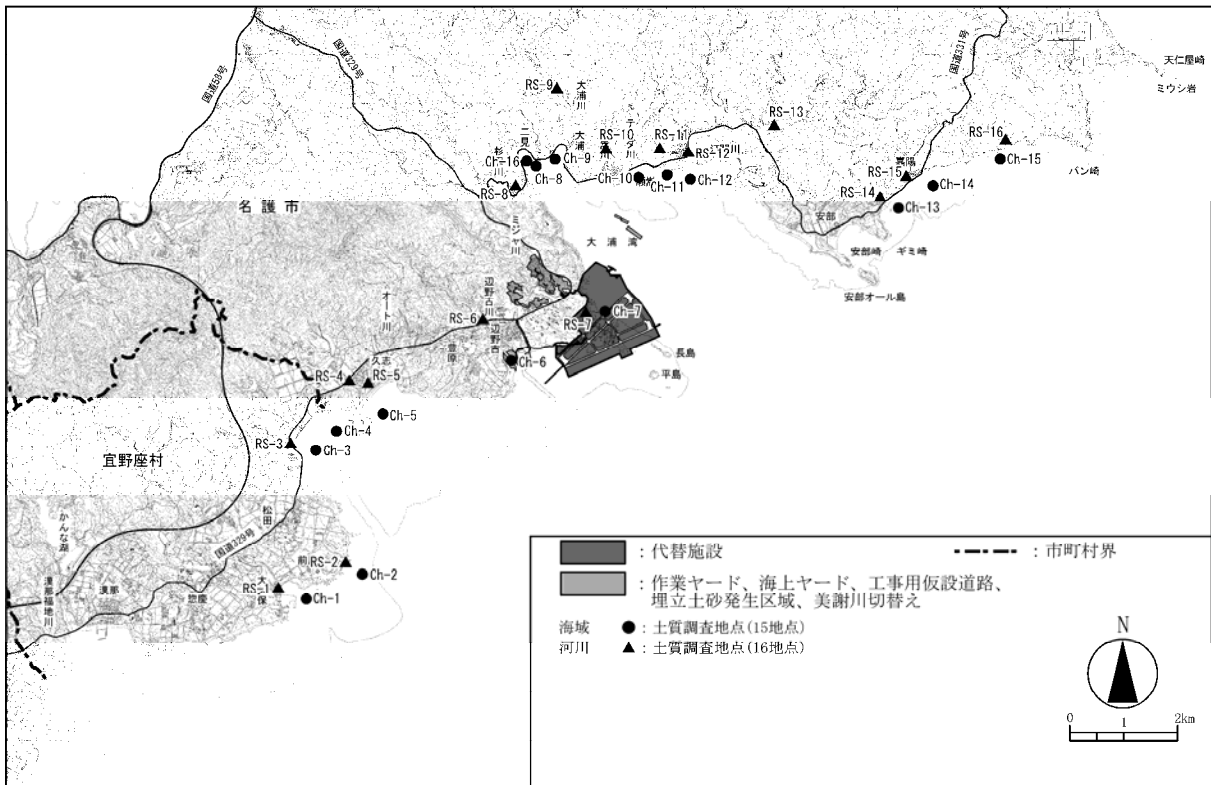 国道58号
国道329号
国道331号
天仁屋崎
ミウシ岩
バン崎
RS-9
大浦川
二見
杉川
大浦
RS-10
テーダ川
RS-11
RS-12
RS-13
RS-16
Ch-16
Ch-9
Ch-8
RS-8
Ch-10
Ch-11
Ch-12
Ch-15
嘉陽
RS-15
Ch-14
RS-14
Ch-13
名護市
ミジャ川
大浦湾
安部
安部崎
ギミ崎
安部オール島
オート川
辺野古川
RS-6
辺野古
豊原
久志
RS-7
Ch-7
Ch-6
長島
平島
RS-4
RS-5
Ch-5
Ch-4
RS-3
Ch-3
宜野座村
かんな湖
松田
国道329号
漢那福地川
漢那
惣慶
前
RS-2
Ch-2
大
RS-1
保
Ch-1
：代替施設
：市町村界
：作業ヤード、海上ヤード、工事用仮設道路、
埋立土砂発生区域、美謝川切替え
海域 ●：土質調査地点(15地点)
河川 ▲：土質調査地点(16地点)
N
0 1 2km